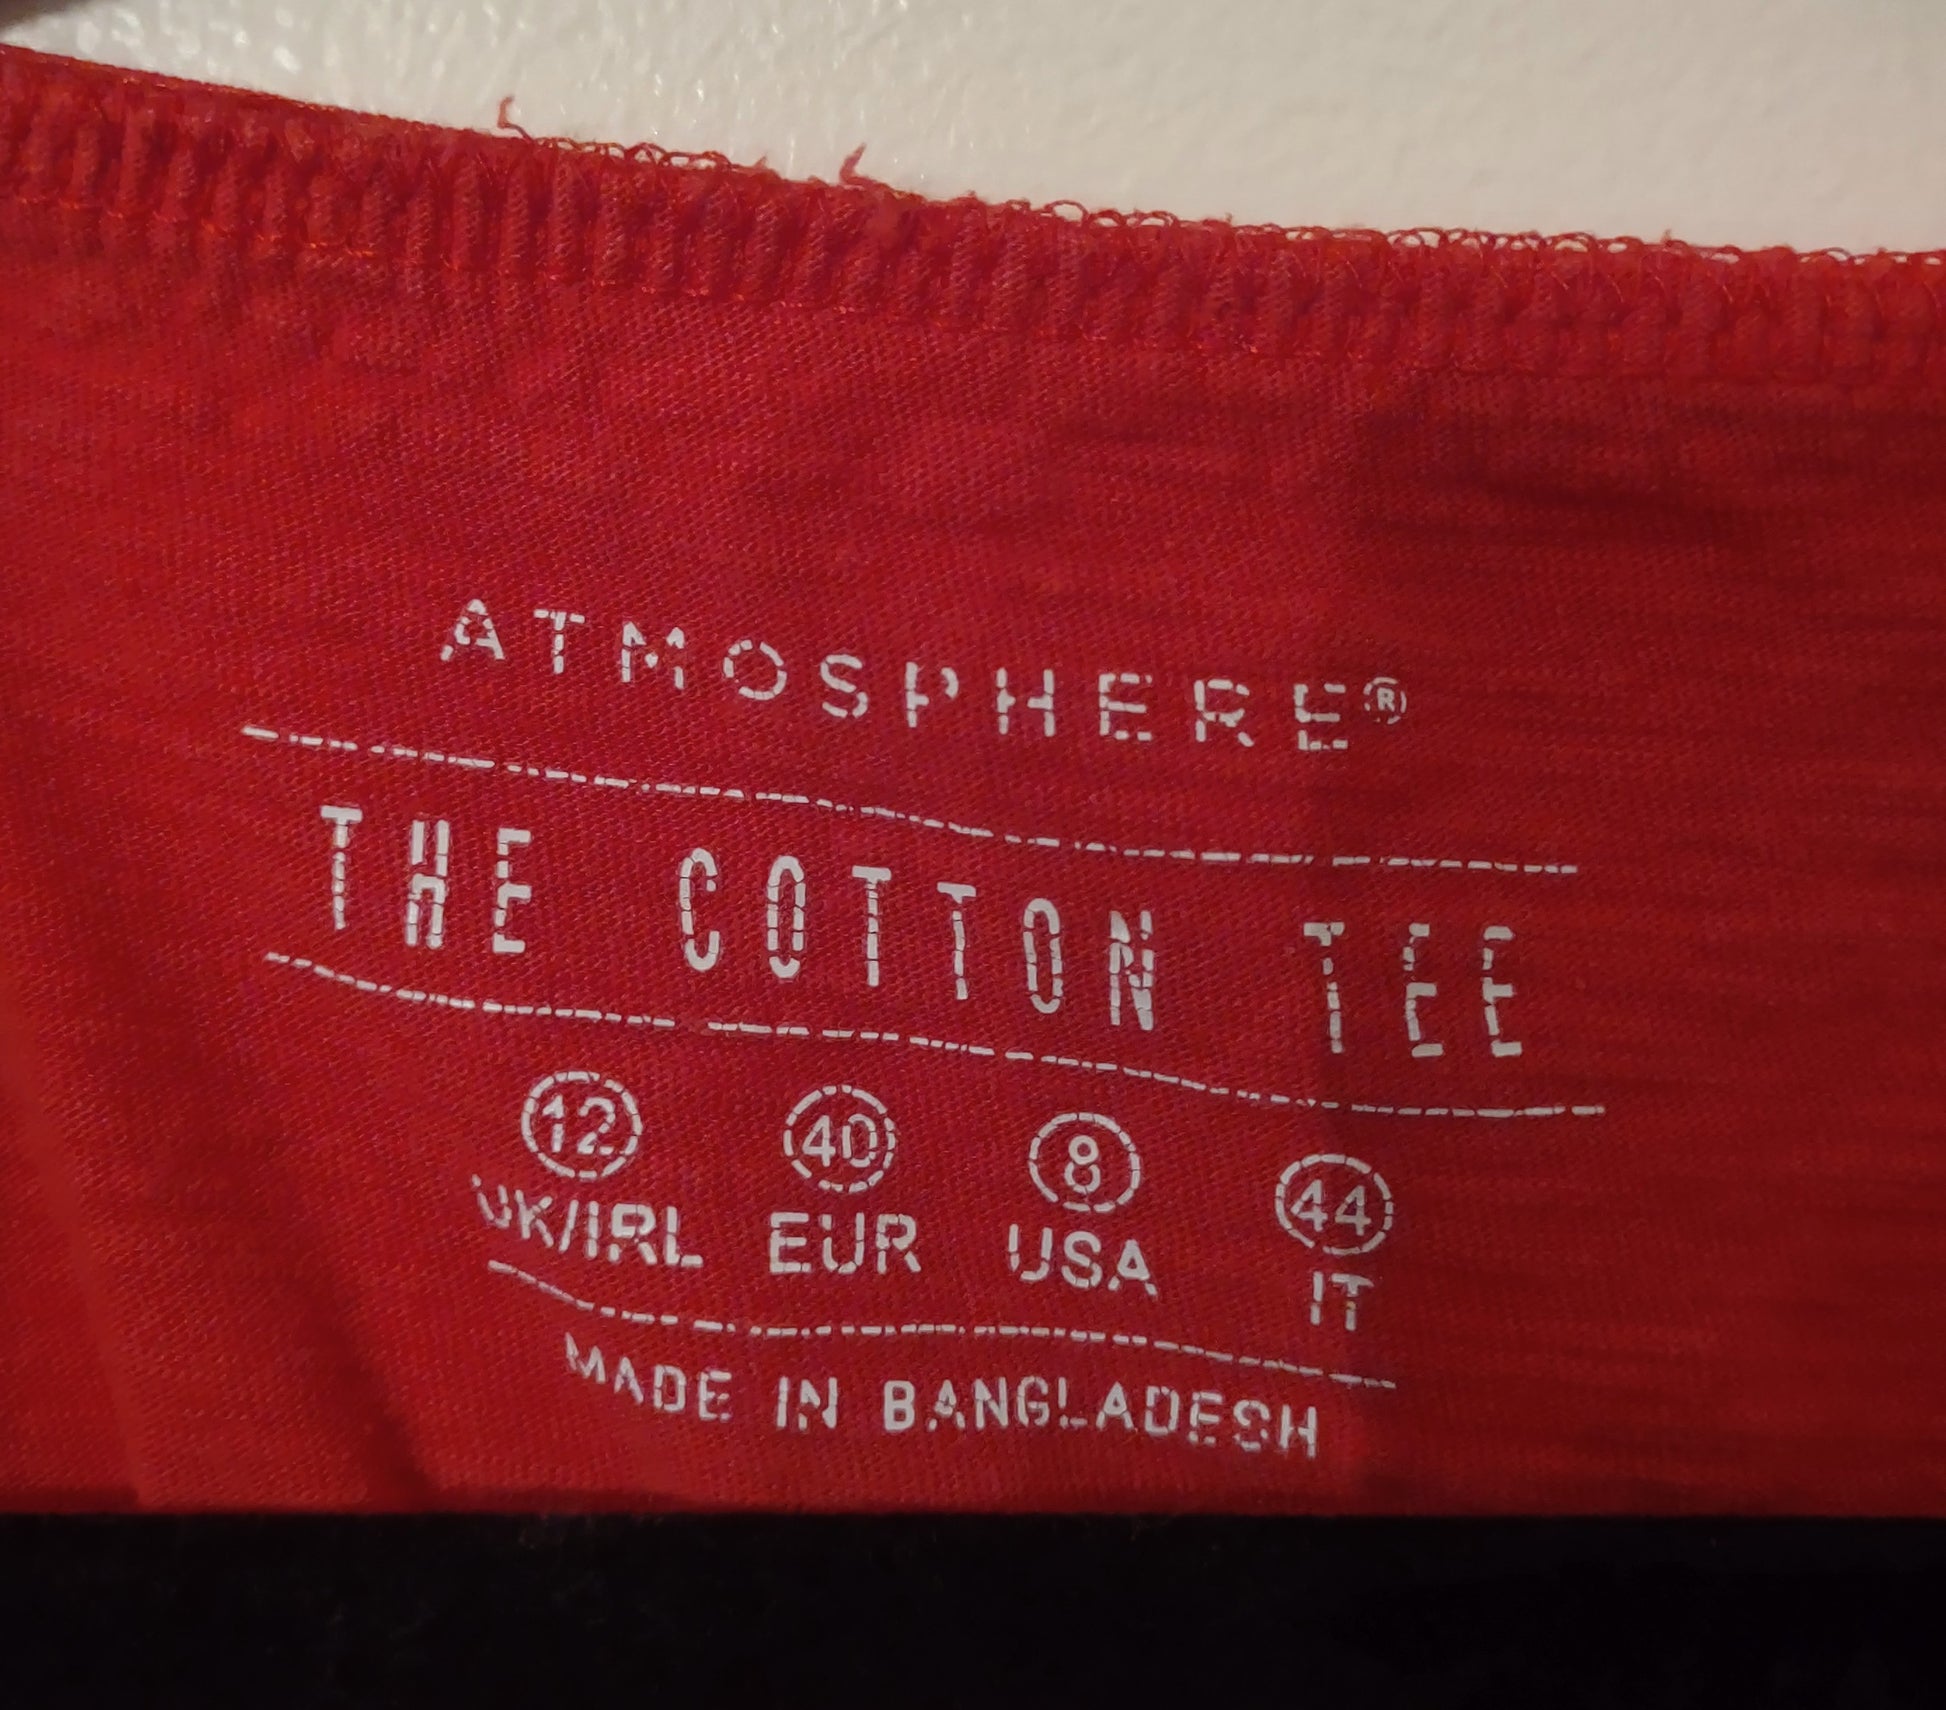 ATMOSPHERE®
THE COTTON TEE
12 40 8 44
UK/IRL EUR USA IT
MADE IN BANGLADESH